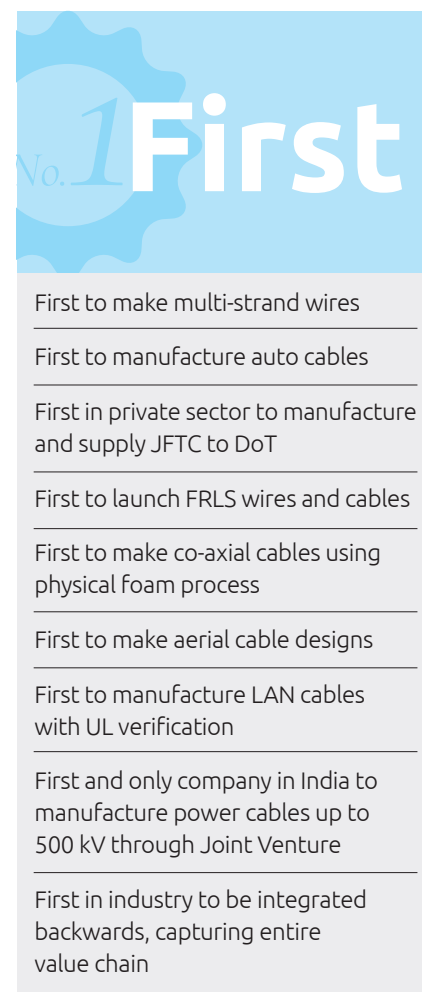 No.1
First
First to make multi-strand wires
First to manufacture auto cables
First in private sector to manufacture
and supply JFTC to DoT
First to launch FRLS wires and cables
First to make co-axial cables using
physical foam process
First to make aerial cable designs
First to manufacture LAN cables
with UL verification
First and only company in India to
manufacture power cables up to
500 kV through Joint Venture
First in industry to be integrated
backwards, capturing entire
value chain